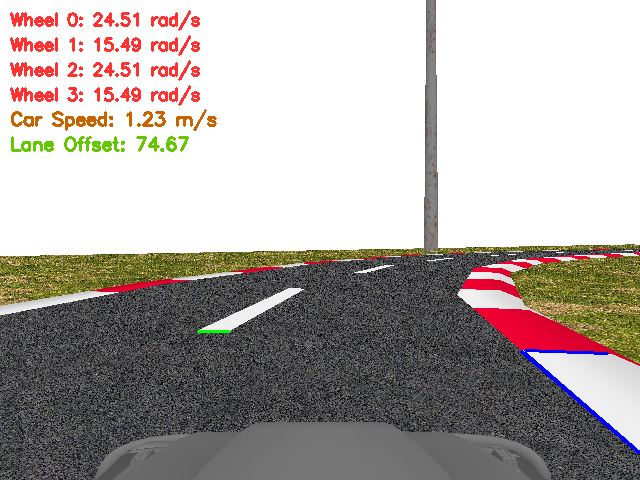 Wheel 0: 24.51 rad/s
Wheel 1: 15.49 rad/s
Wheel 2: 24.51 rad/s
Wheel 3: 15.49 rad/s
Car Speed: 1.23 m/s
Lane Offset: 74.67